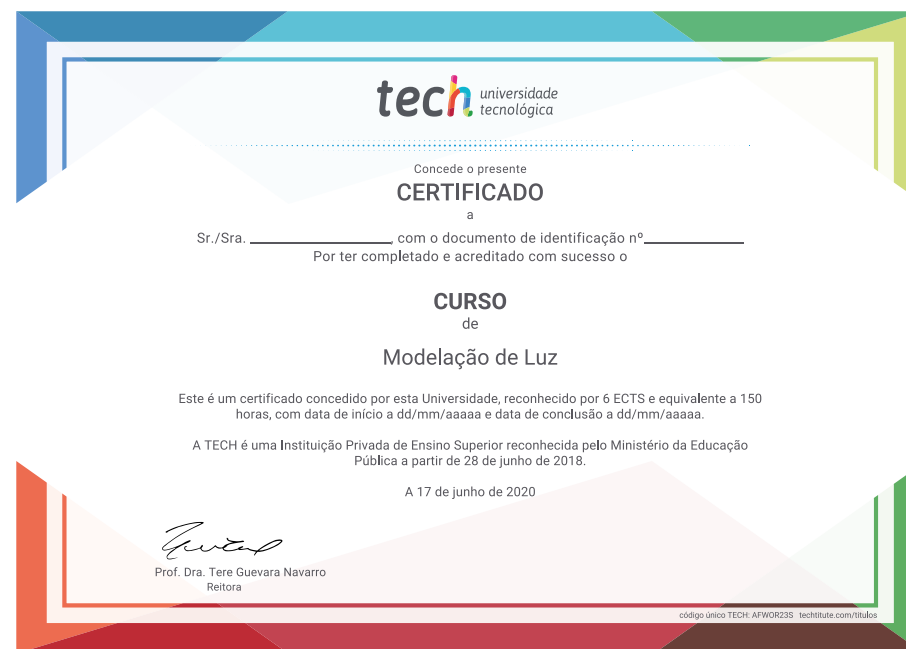 tech universidade
tecnológica
Concede o presente
CERTIFICADO
a
Sr./Sra. ________________, com o documento de identificação nº____________
Por ter completado e acreditado com sucesso o
CURSO
de
Modelação de Luz
Este é um certificado concedido por esta Universidade, reconhecido por 6 ECTS e equivalente a 150
horas, com data de início a dd/mm/aaaaa e data de conclusão a dd/mm/aaaaa.
A TECH é uma Instituição Privada de Ensino Superior reconhecida pelo Ministério da Educação
Pública a partir de 28 de junho de 2018.
A 17 de junho de 2020
Prof. Dra. Tere Guevara Navarro
Reitora
código único TECH: AFWOR23S techtitute.com/titulos